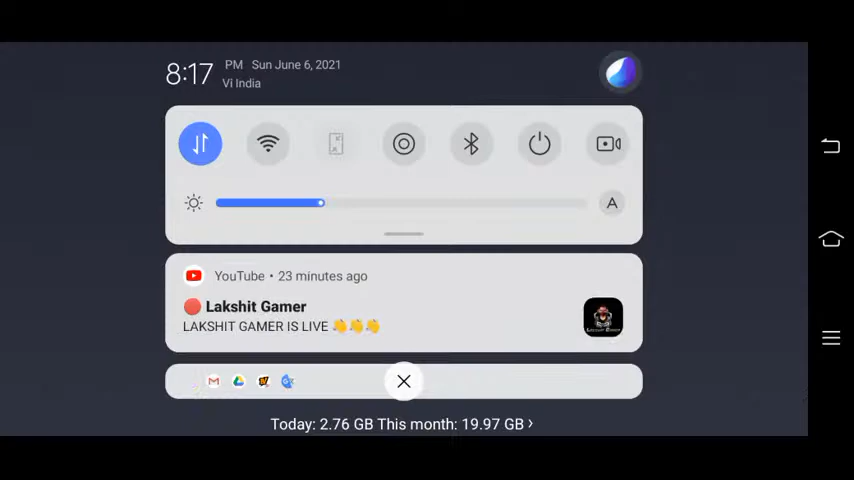 8:17 PM Sun June 6, 2021
Vi India
A
YouTube • 23 minutes ago
🔴 Lakshit Gamer
LAKSHIT GAMER IS LIVE 👏👏👏
Today: 2.76 GB This month: 19.97 GB ›